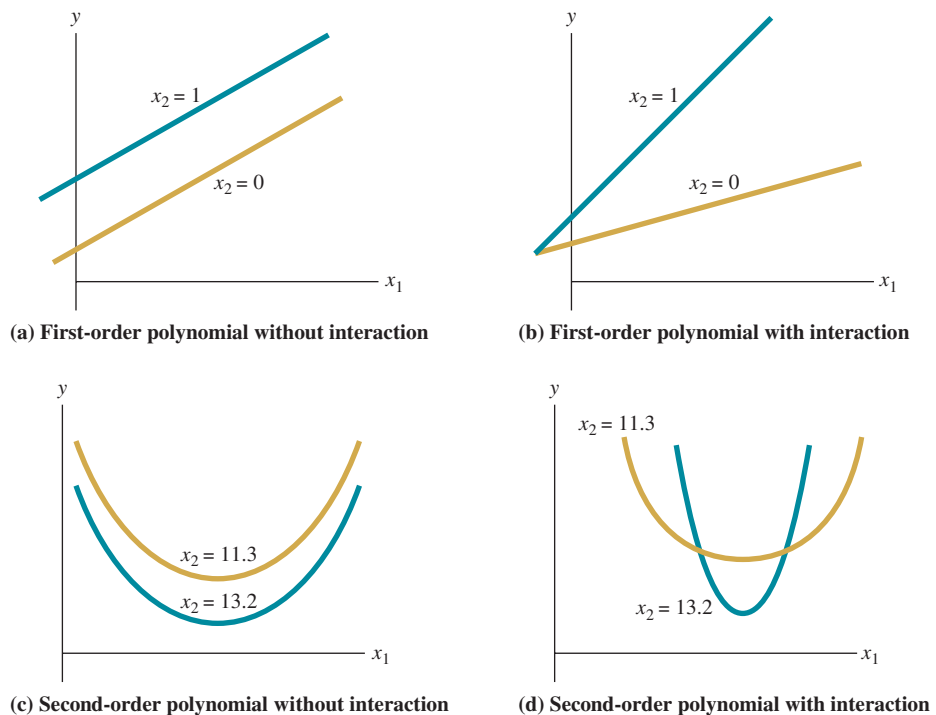 y
x₂ = 1
x₂ = 0
x₁
(a) First-order polynomial without interaction
y
x₂ = 1
x₂ = 0
x₁
(b) First-order polynomial with interaction
y
x₂ = 11.3
x₂ = 13.2
x₁
(c) Second-order polynomial without interaction
y
x₂ = 11.3
x₂ = 13.2
x₁
(d) Second-order polynomial with interaction